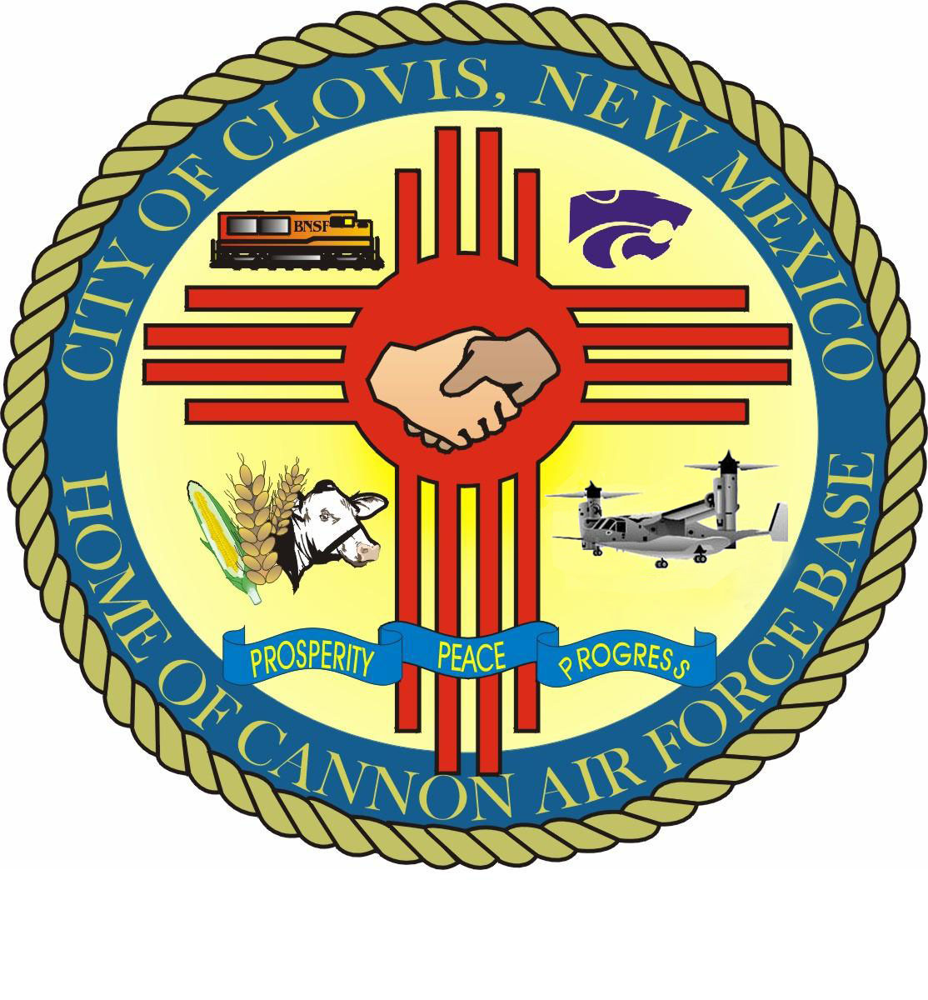 CITY OF CLOVIS, NEW MEXICO
BNSF
PROSPERITY PEACE PROGRESS
HOME OF CANNON AIR FORCE BASE